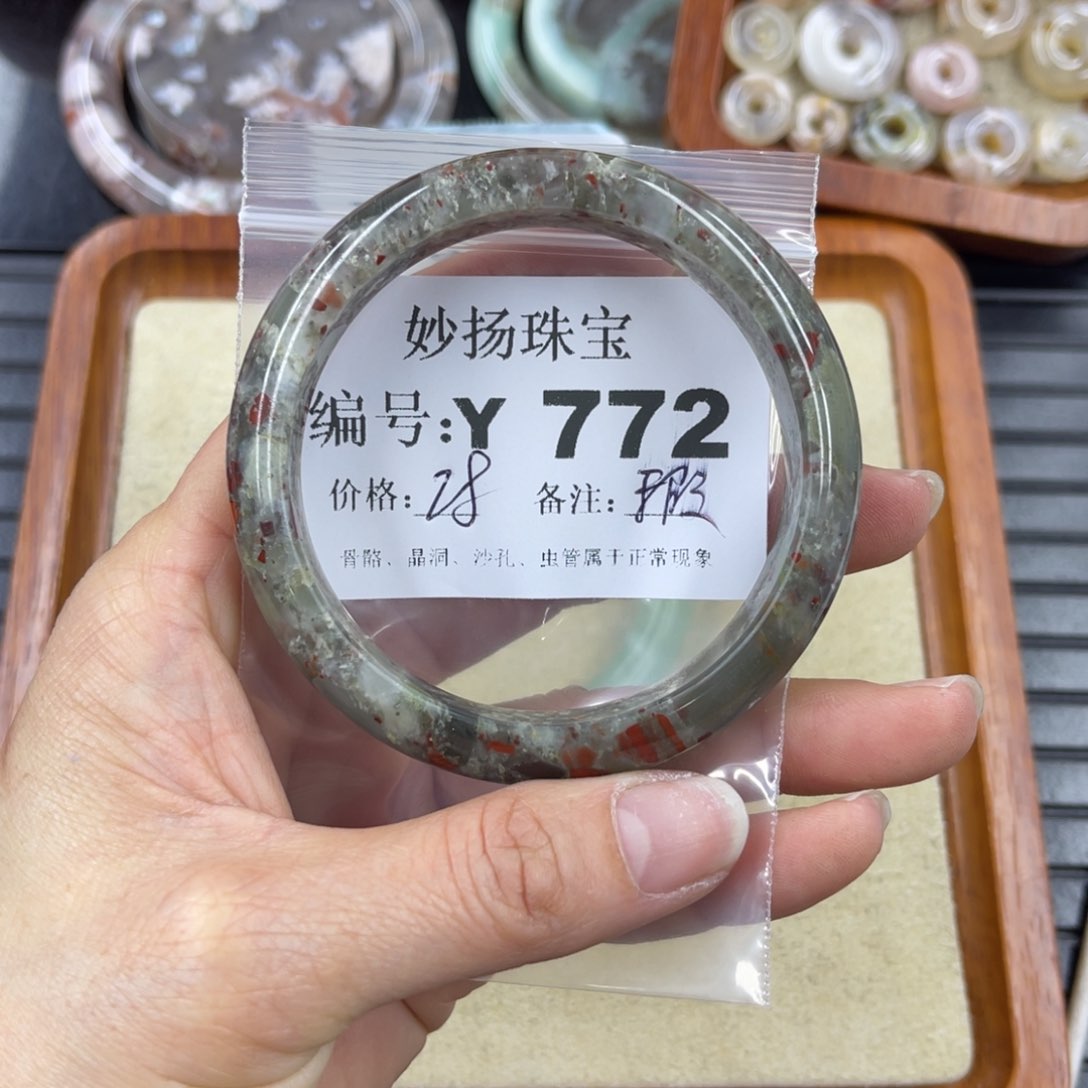 妙扬珠宝
编号:Y 772
价格:28 备注:瑕
骨骼、晶洞、沙孔、虫管属于正常现象